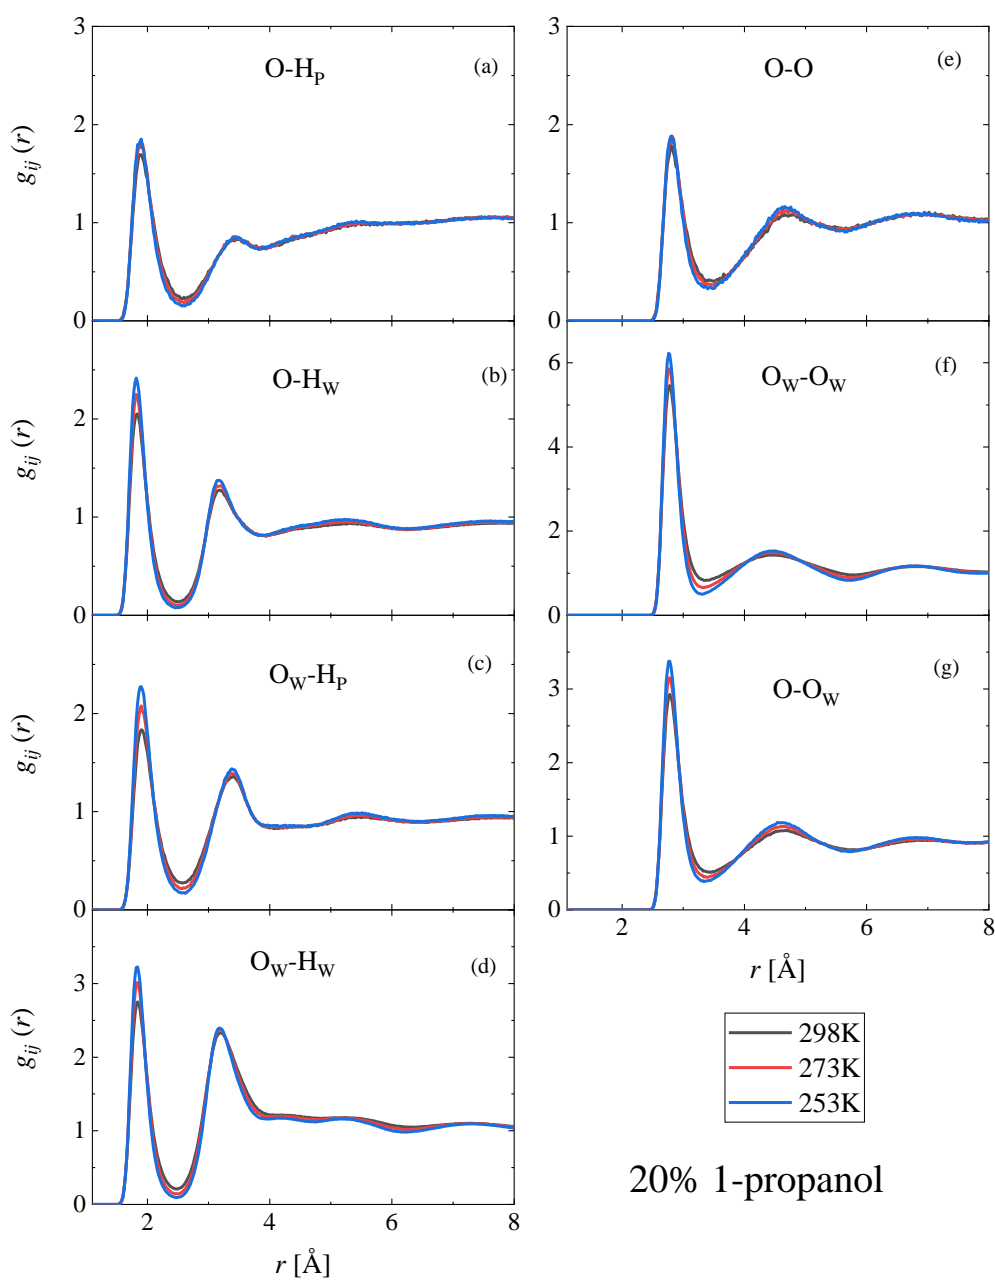 3
2
1
0
g_ij (r)
O-H_P
(a)
2
1
0
g_ij (r)
O-H_W
(b)
2
1
0
g_ij (r)
O_W-H_P
(c)
3
2
1
0
g_ij (r)
O_W-H_W
(d)
2 4 6 8
r [Å]
3
2
1
0
O-O
(e)
6
4
2
0
O_W-O_W
(f)
3
2
1
0
O-O_W
(g)
2 4 6 8
r [Å]
298K
273K
253K
20% 1-propanol